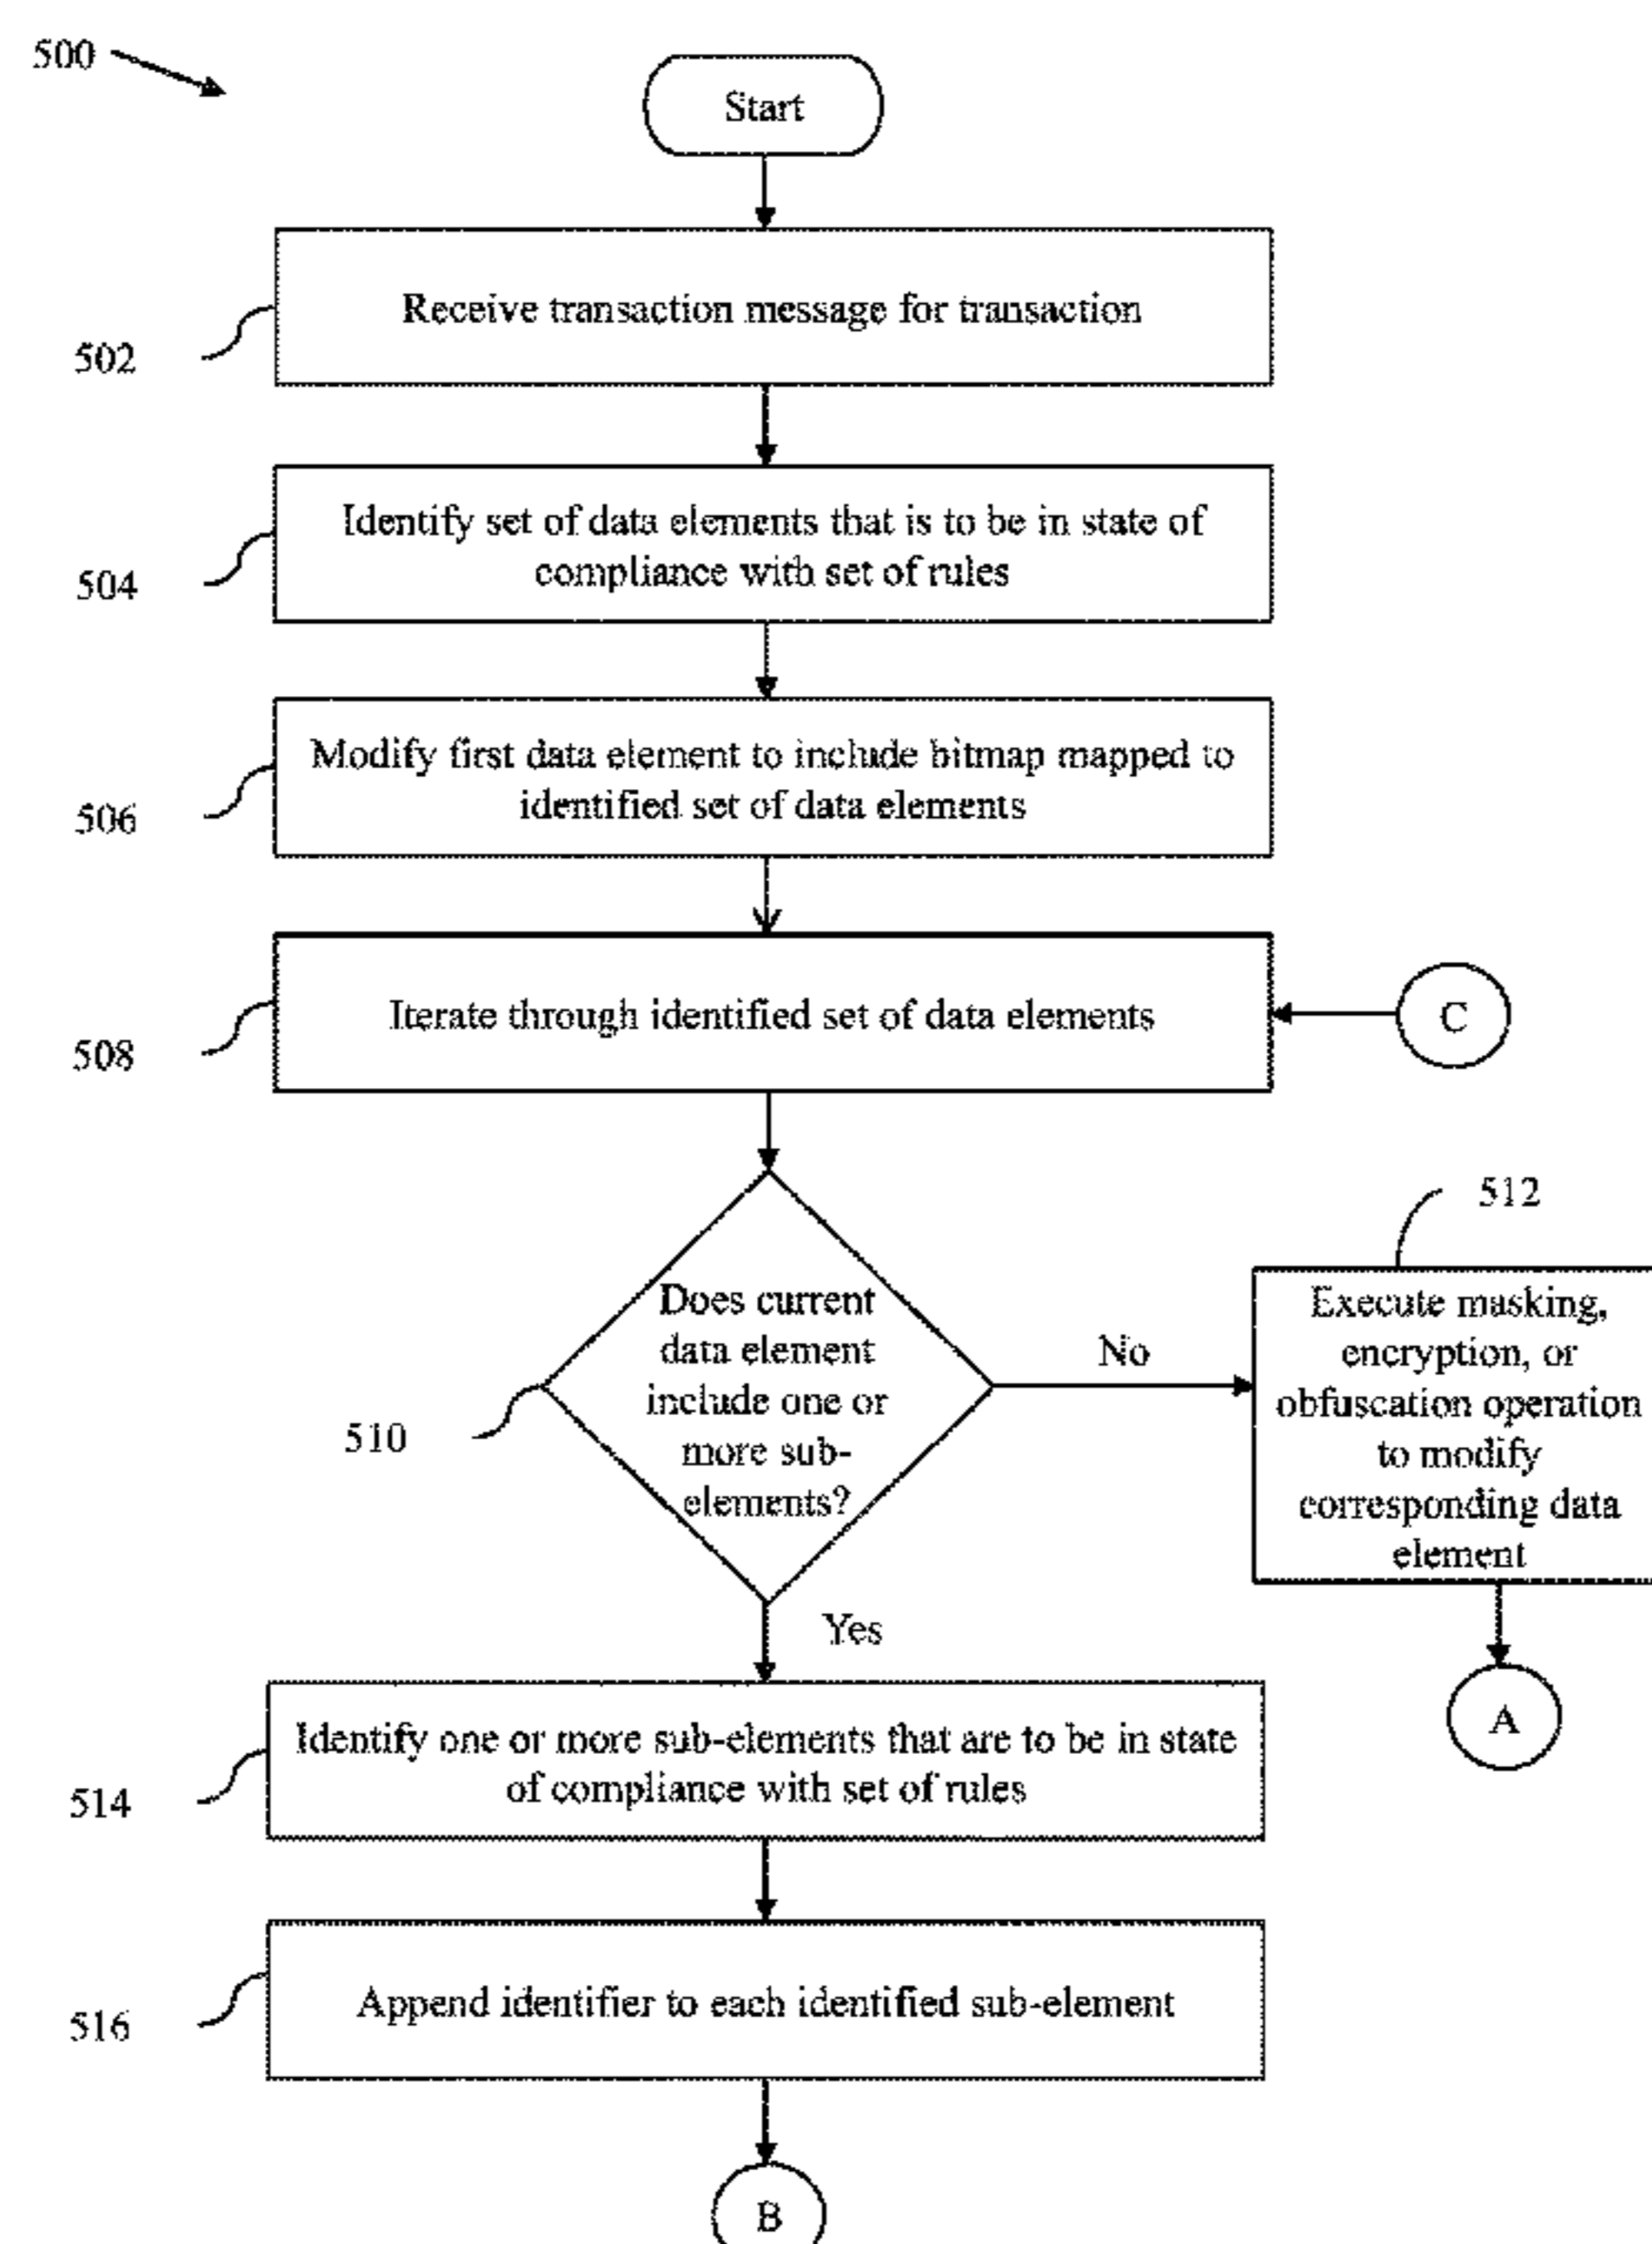 500
Start
Receive transaction message for transaction
502
Identify set of data elements that is to be in state of
compliance with set of rules
504
Modify first data element to include bitmap mapped to
identified set of data elements
506
Iterate through identified set of data elements
508
C
Does current
data element
include one or
more sub-
elements?
510
No
512
Execute masking,
encryption, or
obfuscation operation
to modify
corresponding data
element
A
Yes
Identify one or more sub-elements that are to be in state
of compliance with set of rules
514
Append identifier to each identified sub-element
516
B